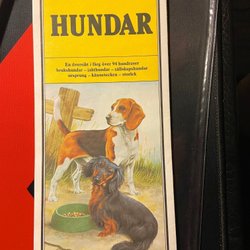 HUNDAR
En översikt i färg över 94 hundraser
brukshundar - jakthundar - sällskapshundar
ursprung - kännetecken - storlek